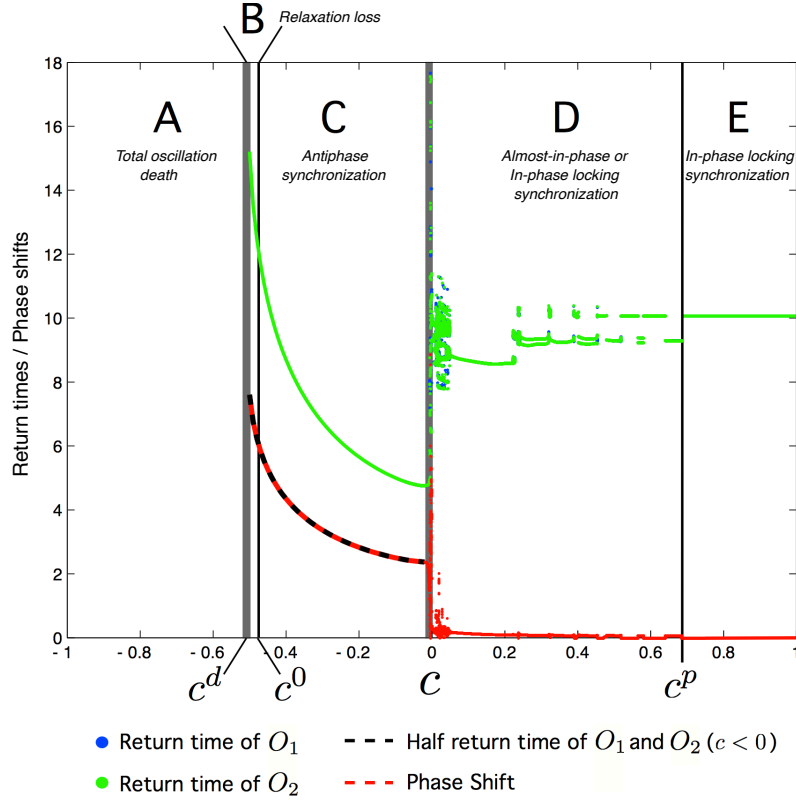 B
Relaxation loss
18
16
14
12
10
8
6
4
2
0
Return times / Phase shifts
A
Total oscillation
death
C
Antiphase
synchronization
D
Almost-in-phase or
In-phase locking
synchronization
E
In-phase locking
synchronization
- 1 - 0.8 - 0.6 - 0.4 - 0.2 0 0.2 0.4 0.6 0.8 1
c^d c^0 c c^p
Return time of O_1
Half return time of O_1 and O_2 (c < 0)
Return time of O_2
Phase Shift